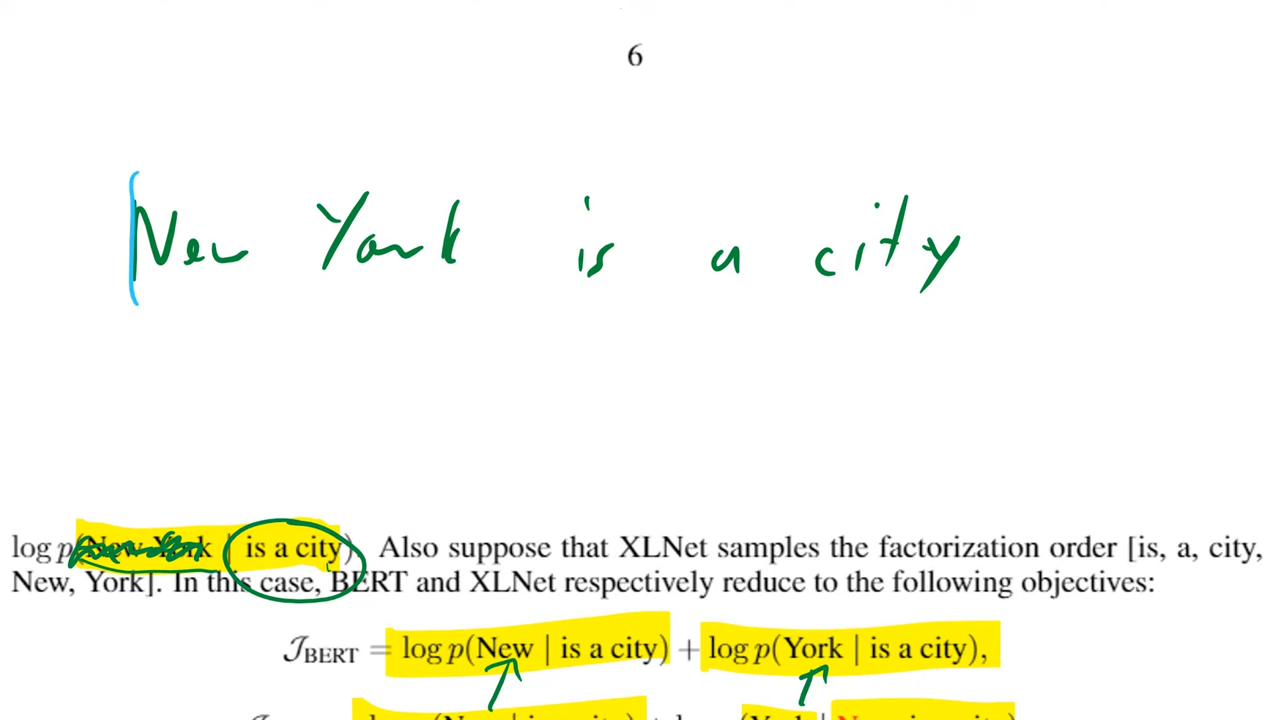 6
New York is a city
log p(New York | is a city). Also suppose that XLNet samples the factorization order [is, a, city,
New, York]. In this case, BERT and XLNet respectively reduce to the following objectives:
𝒥BERT = log p(New | is a city) + log p(York | is a city),